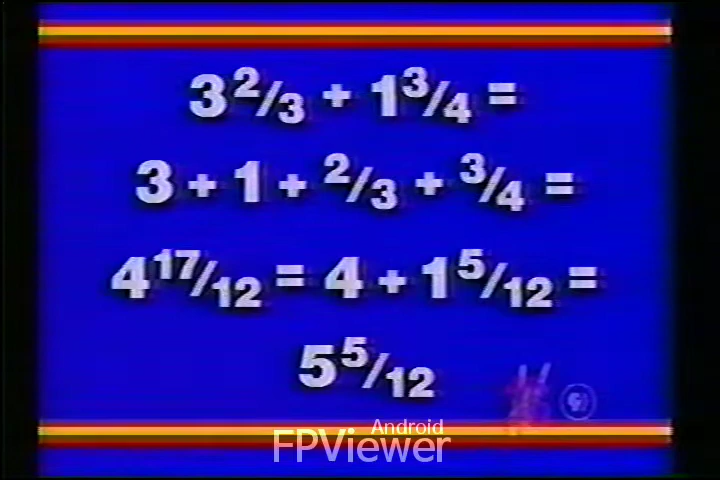 3 2/3 + 1 3/4 =
3 + 1 + 2/3 + 3/4 =
4 17/12 = 4 + 1 5/12 =
5 5/12
Android
FPViewer